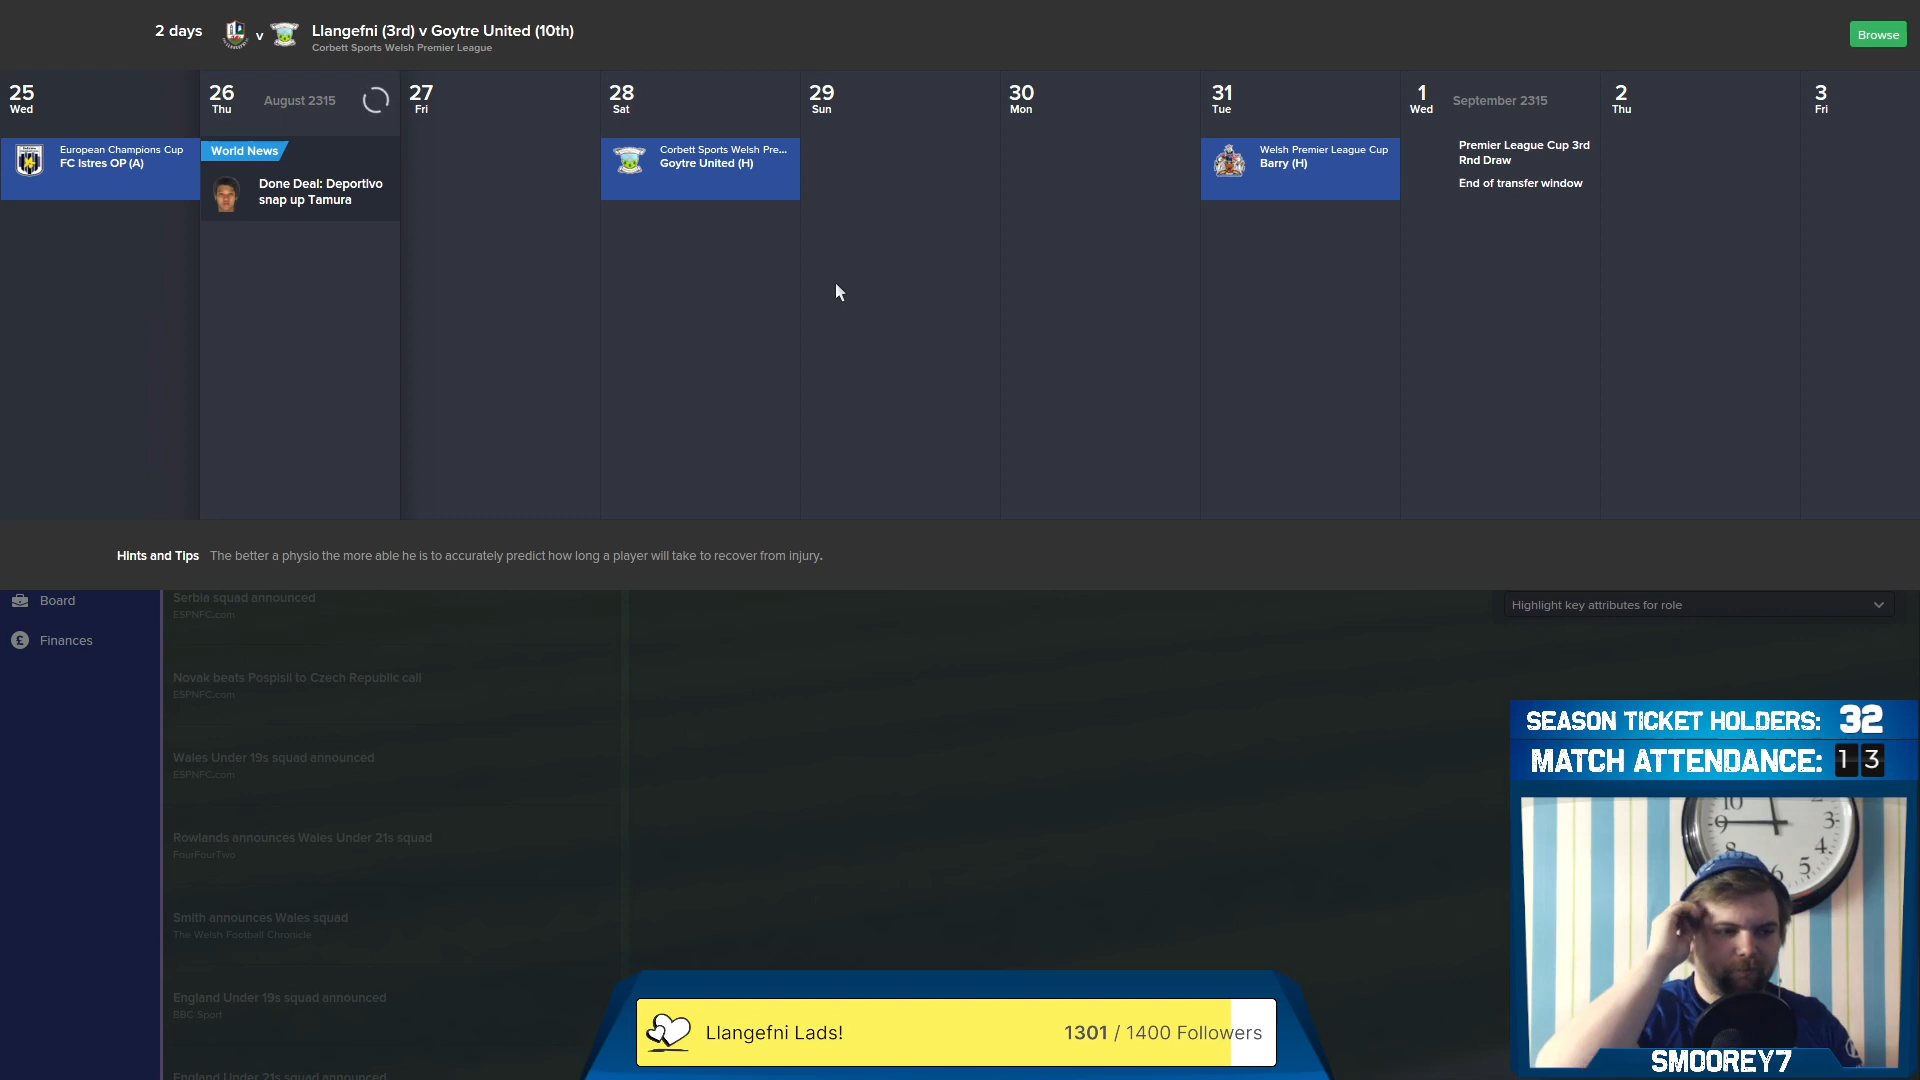 2 days
v
Llangefni (3rd) v Goytre United (10th)
Corbett Sports Welsh Premier League
Browse
25
Wed
26
Thu
August 2315
27
Fri
28
Sat
29
Sun
30
Mon
31
Tue
1
Wed
September 2315
2
Thu
3
Fri
European Champions Cup
FC Istres OP (A)
World News
Done Deal: Deportivo
snap up Tamura
Corbett Sports Welsh Pre...
Goytre United (H)
Welsh Premier League Cup
Barry (H)
Premier League Cup 3rd
Rnd Draw
End of transfer window
Hints and Tips The better a physio the more able he is to accurately predict how long a player will take to recover from injury.
Board
Finances
Serbia squad announced
ESPNFC.com
Novak beats Pospisil to Czech Republic call
ESPNFC.com
Wales Under 19s squad announced
ESPNFC.com
Rowlands announces Wales Under 21s squad
FourFourTwo
Smith announces Wales squad
The Welsh Football Chronicle
England Under 19s squad announced
BBC Sport
England Under 21s squad announced
Highlight key attributes for role
SEASON TICKET HOLDERS: 32
MATCH ATTENDANCE: 13
10
2
9
3
8
4
6
5
Llangefni Lads!
1301 / 1400 Followers
SMOOREY7